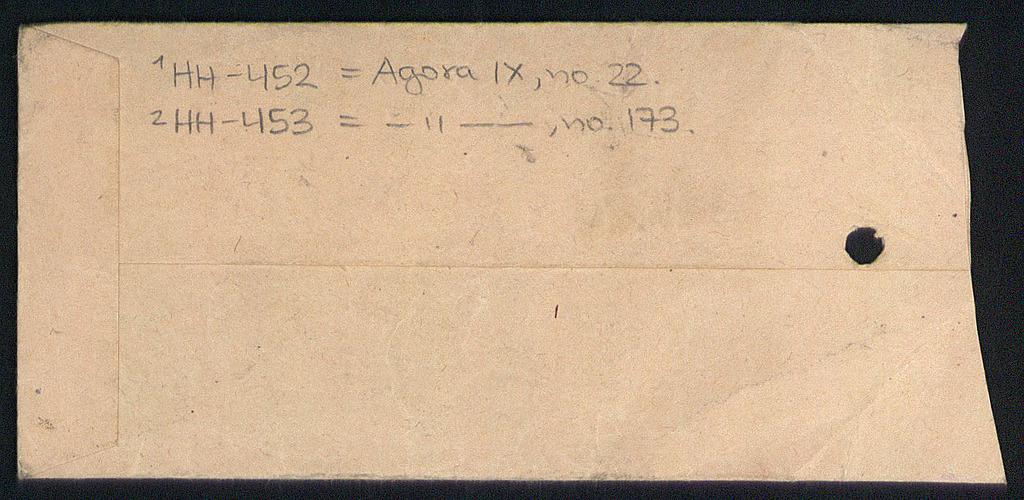 ¹HH-452 = Agora IX, no. 22.
²HH-453 = - 11 ——, no. 173.